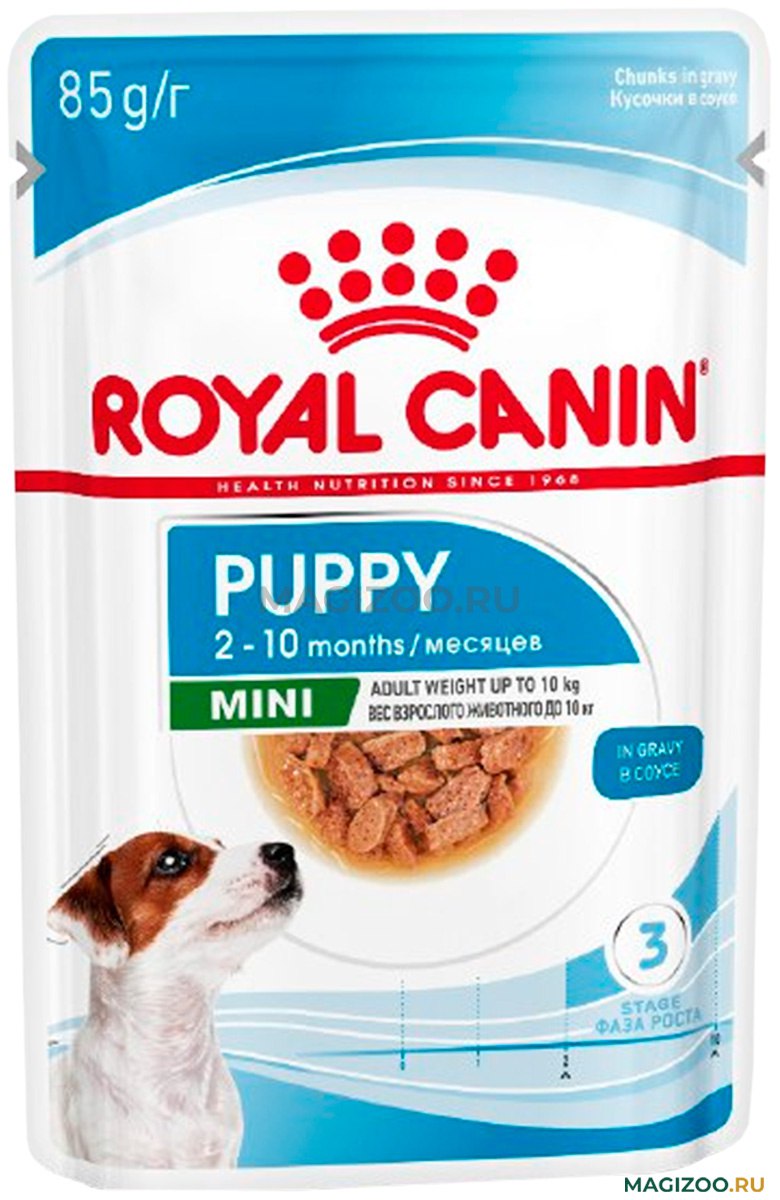 85g/г
Chunks in gravy
Кусочки в соусе
ROYAL CANIN®
HEALTH NUTRITION SINCE 1968
PUPPY
MAGIZOO.RU
2 - 10 months/месяцев
MINI
ADULT WEIGHT UP TO 10 kg
ВЕС ВЗРОСЛОГО ЖИВОТНОГО ДО 10 кг
IN GRAVY
В СОУСЕ
3
STAGE
ФАЗА РОСТА
2
10
MAGIZOO.RU